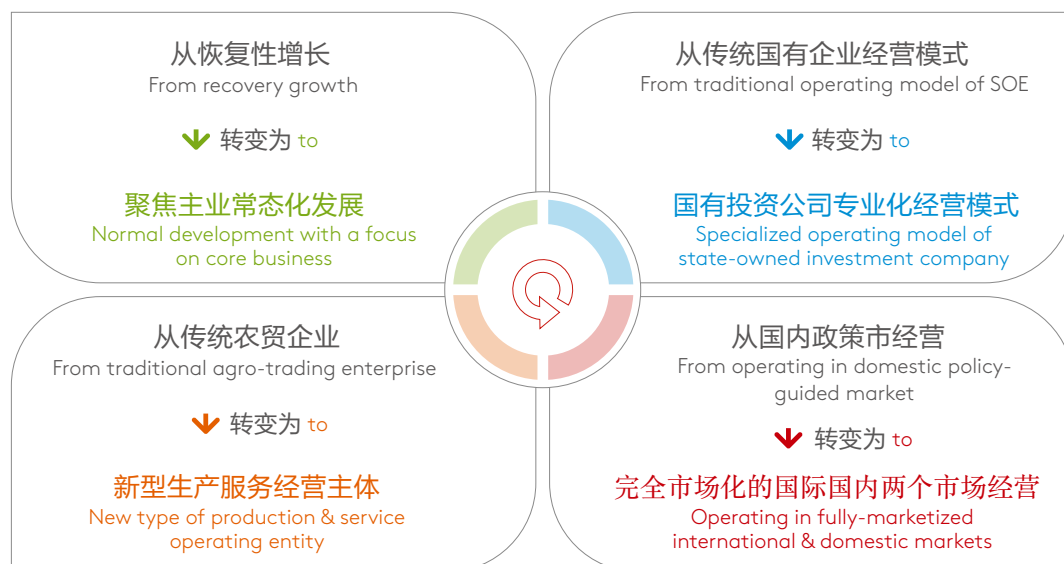 从恢复性增长
From recovery growth
转变为 to
聚焦主业常态化发展
Normal development with a focus
on core business
从传统国有企业经营模式
From traditional operating model of SOE
转变为 to
国有投资公司专业化经营模式
Specialized operating model of
state-owned investment company
从传统农贸企业
From traditional agro-trading enterprise
转变为 to
新型生产服务经营主体
New type of production & service
operating entity
从国内政策市经营
From operating in domestic policy-
guided market
转变为 to
完全市场化的国际国内两个市场经营
Operating in fully-marketized
international & domestic markets